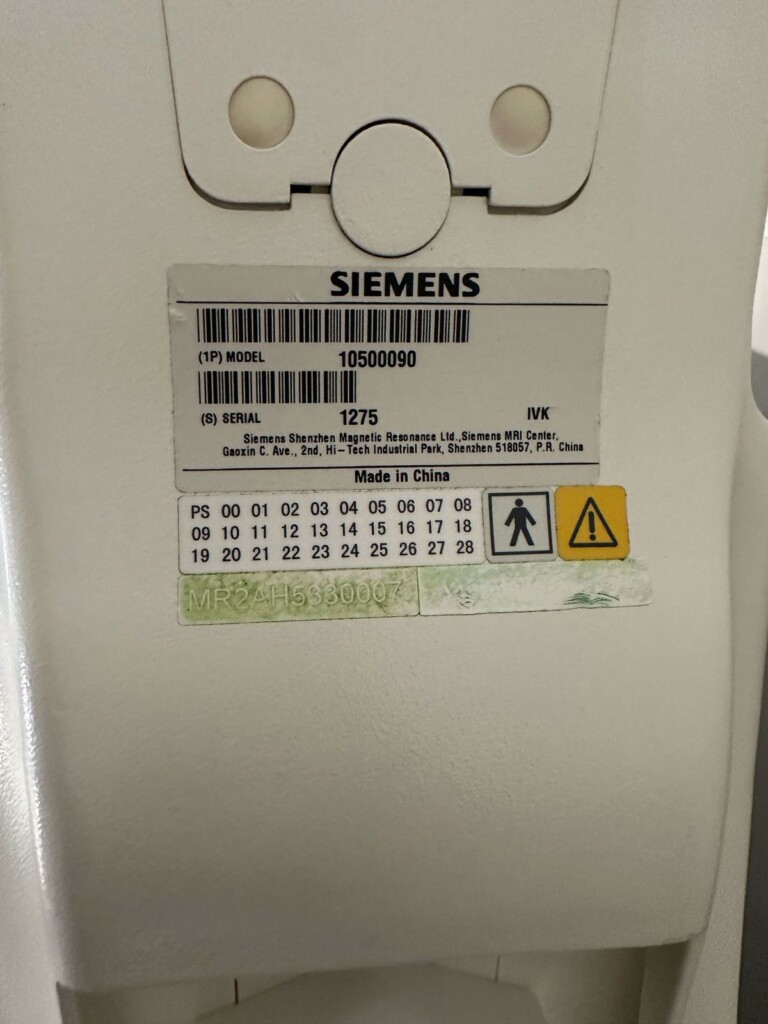 SIEMENS
(1P) MODEL 10500090
(S) SERIAL 1275 IVK
Siemens Shenzhen Magnetic Resonance Ltd.,Siemens MRI Center,
Gaoxin C. Ave., 2nd, Hi-Tech Industrial Park, Shenzhen 518057, P.R. China
Made in China
PS 00 01 02 03 04 05 06 07 08
09 10 11 12 13 14 15 16 17 18
19 20 21 22 23 24 25 26 27 28
MR2AH5330007